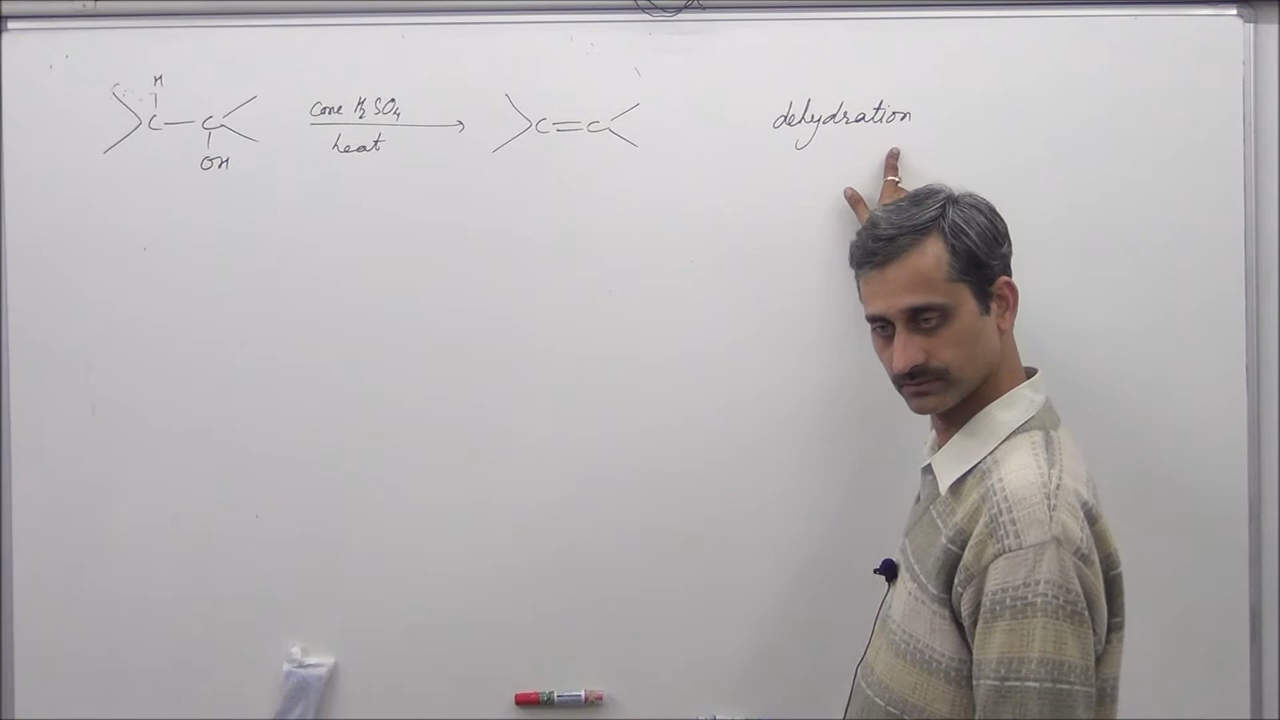 H
C — C
OH
conc H2SO4
heat
C = C
dehydration